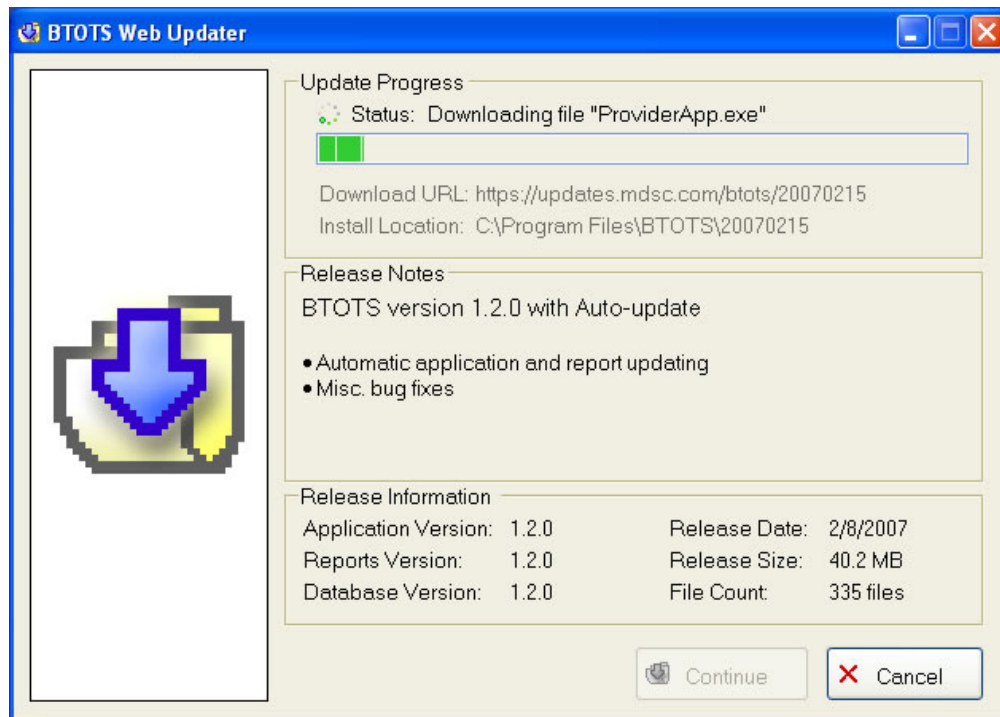 BTOTS Web Updater
Update Progress
Status: Downloading file "ProviderApp.exe"
Download URL: https://updates.mdsc.com/btots/20070215
Install Location: C:\Program Files\BTOTS\20070215
Release Notes
BTOTS version 1.2.0 with Auto-update
• Automatic application and report updating
• Misc. bug fixes
Release Information
Application Version: 1.2.0 Release Date: 2/8/2007
Reports Version: 1.2.0 Release Size: 40.2 MB
Database Version: 1.2.0 File Count: 335 files
Continue Cancel